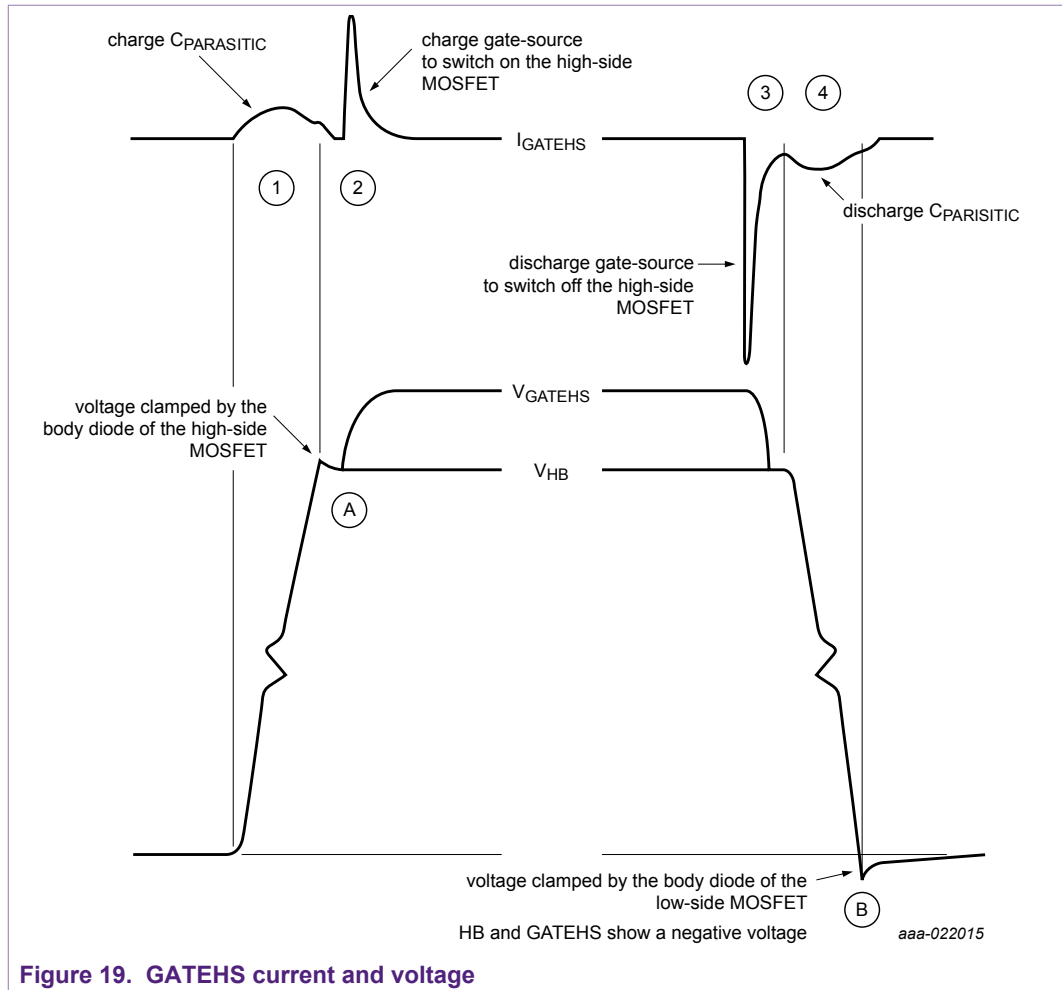 charge CPARASITIC
charge gate-source
to switch on the high-side
MOSFET
3
4
IGATEHS
1
2
discharge CPARISITIC
discharge gate-source
to switch off the high-side
MOSFET
VGATEHS
voltage clamped by the
body diode of the high-side
MOSFET
VHB
A
voltage clamped by the body diode of the
low-side MOSFET
B
HB and GATEHS show a negative voltage
aaa-022015
Figure 19. GATEHS current and voltage